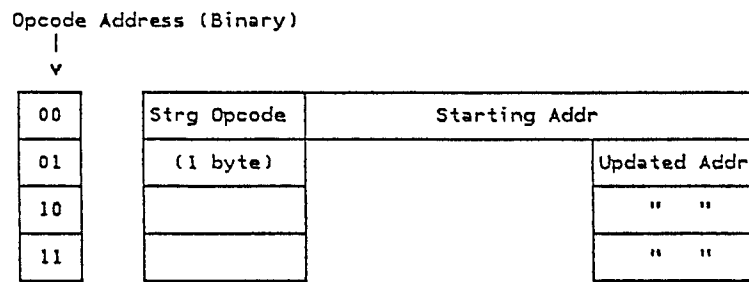 Opcode Address (Binary)
00 Strg Opcode Starting Addr
01 (1 byte) Updated Addr
10 " "
11 " "